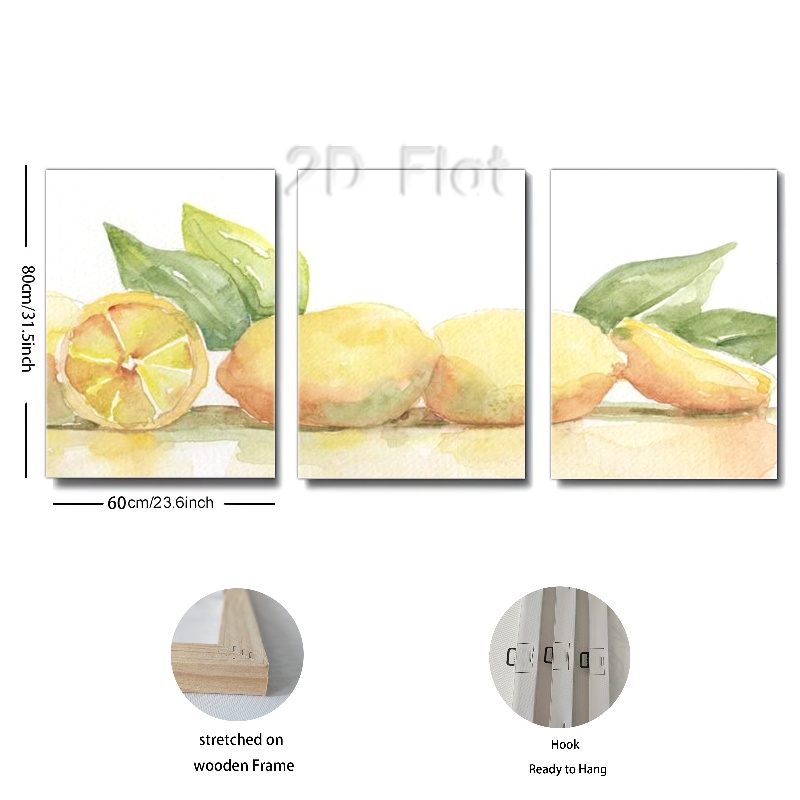 2D Flat
80cm/31.5inch
60cm/23.6inch
stretched on
wooden Frame
Hook
Ready to Hang